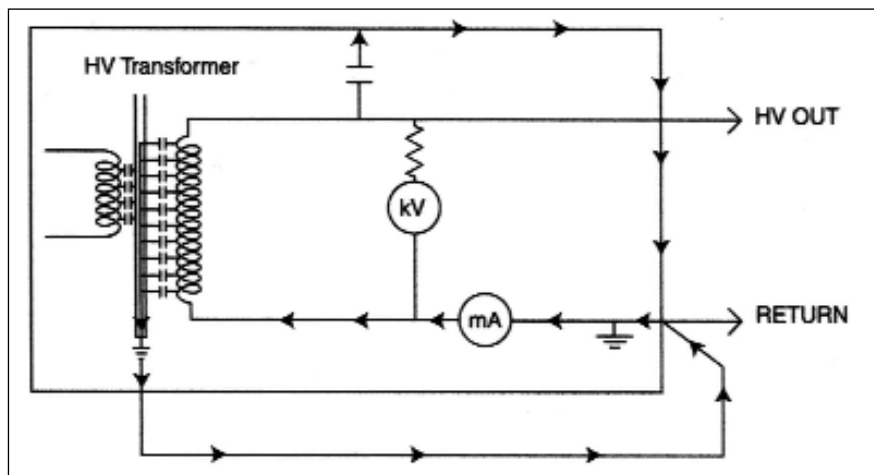 HV Transformer
HV OUT
kV
mA
RETURN